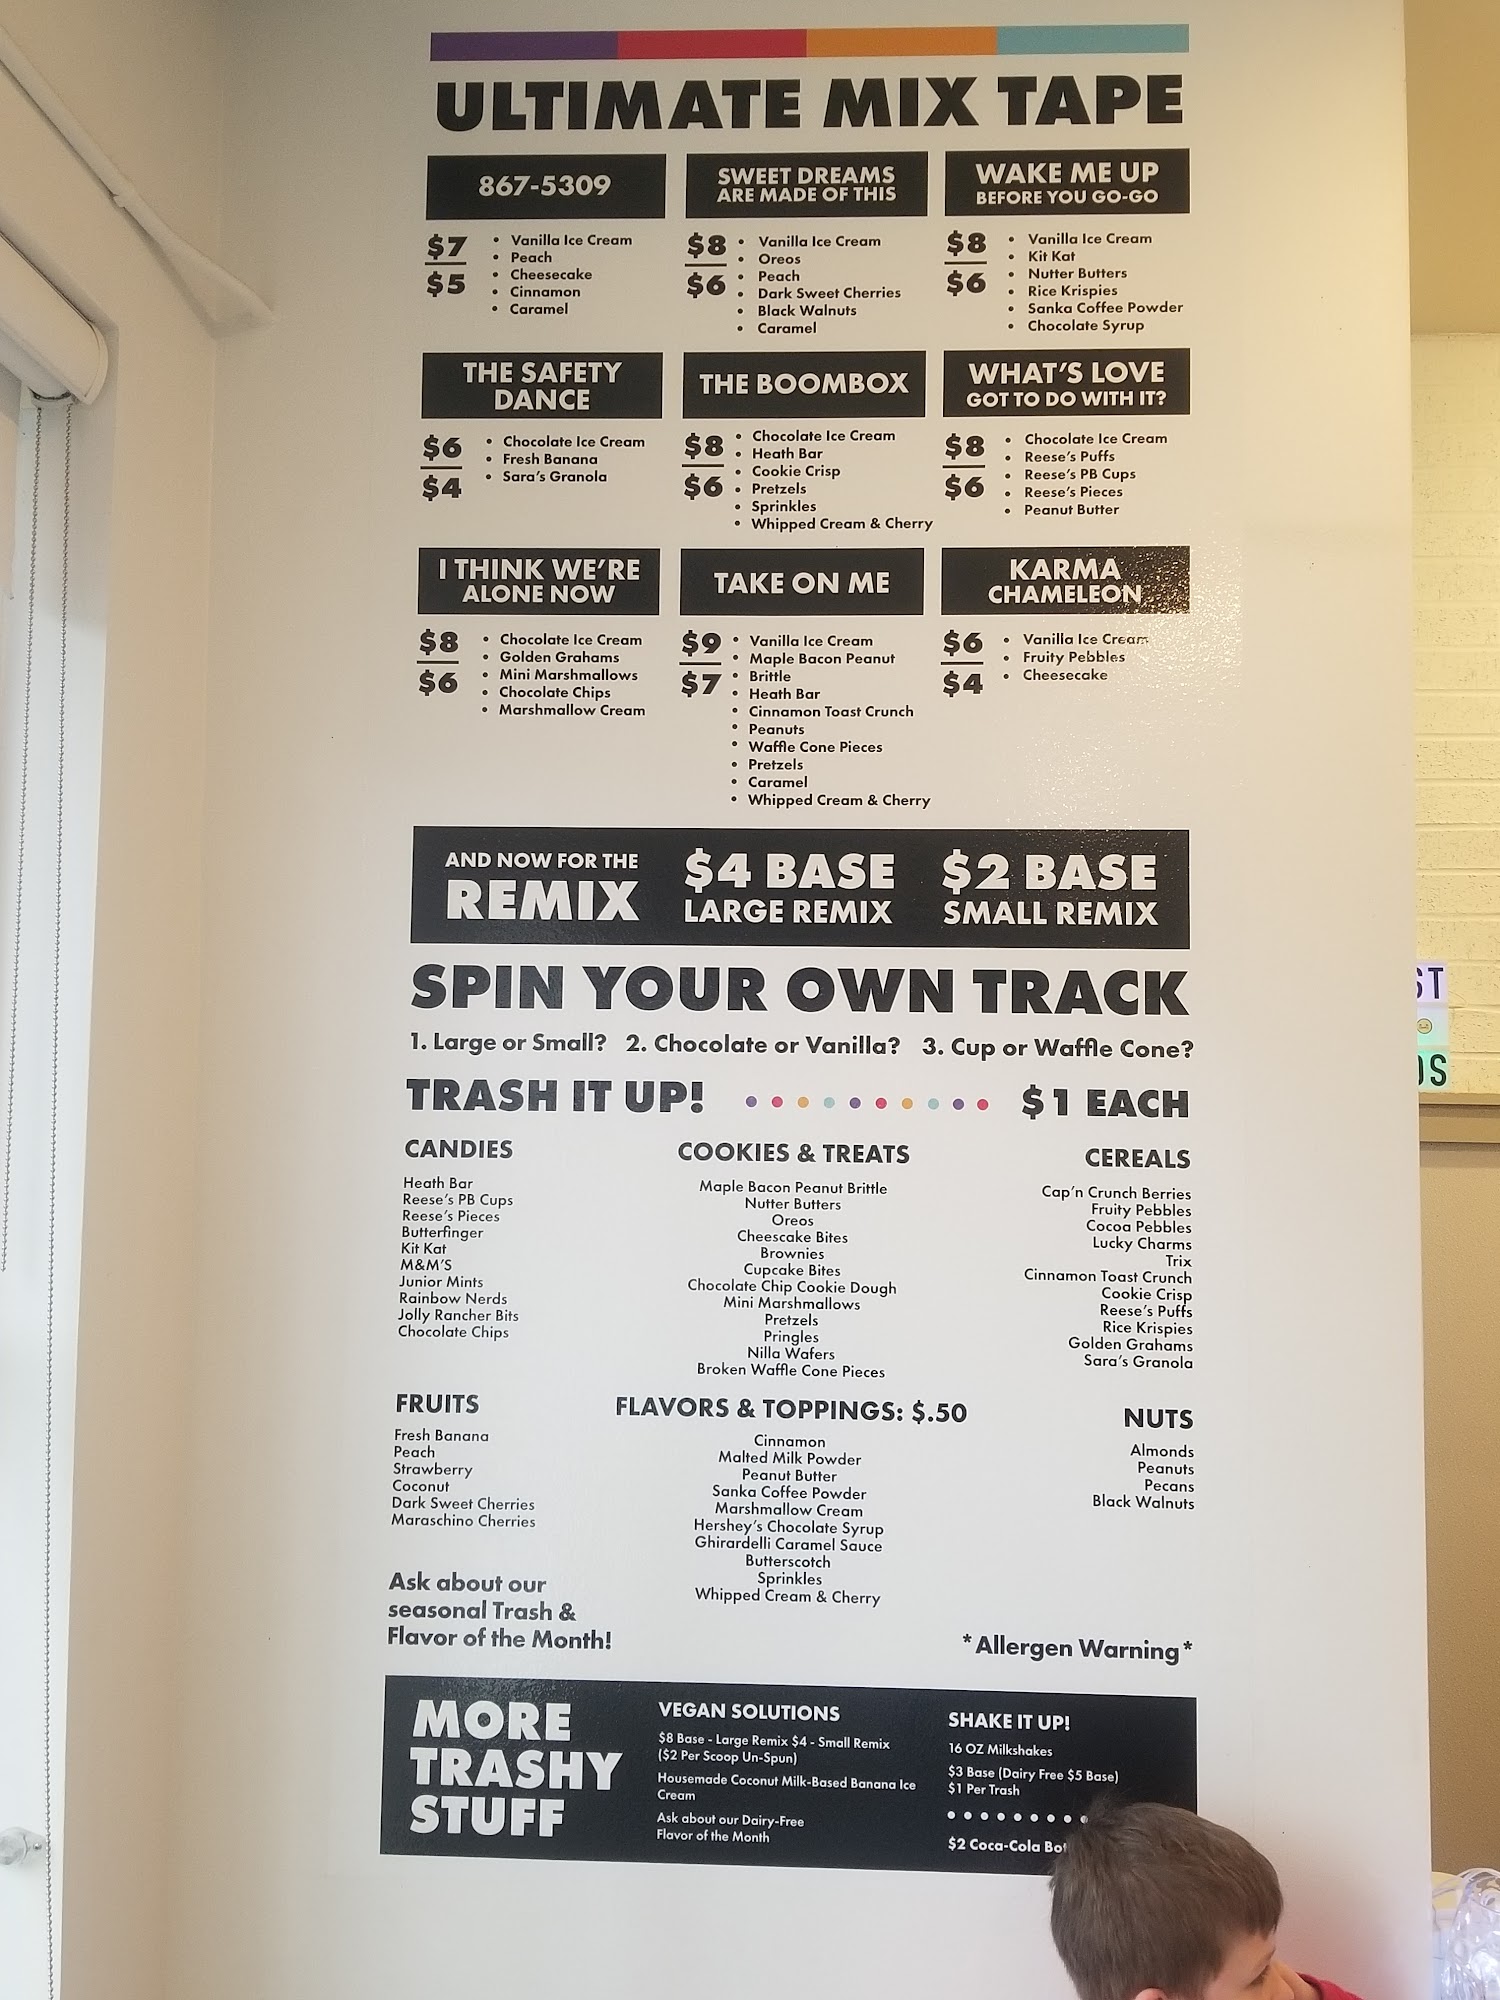 ULTIMATE MIX TAPE
867-5309
$7
$5
• Vanilla Ice Cream
• Peach
• Cheesecake
• Cinnamon
• Caramel
SWEET DREAMS
ARE MADE OF THIS
$8
$6
• Vanilla Ice Cream
• Oreos
• Peach
• Dark Sweet Cherries
• Black Walnuts
• Caramel
WAKE ME UP
BEFORE YOU GO-GO
$8
$6
• Vanilla Ice Cream
• Kit Kat
• Nutter Butters
• Rice Krispies
• Sanka Coffee Powder
• Chocolate Syrup
THE SAFETY
DANCE
$6
$4
• Chocolate Ice Cream
• Fresh Banana
• Sara's Granola
THE BOOMBOX
$8
$6
• Chocolate Ice Cream
• Heath Bar
• Cookie Crisp
• Pretzels
• Sprinkles
• Whipped Cream & Cherry
WHAT'S LOVE
GOT TO DO WITH IT?
$8
$6
• Chocolate Ice Cream
• Reese's Puffs
• Reese's PB Cups
• Reese's Pieces
• Peanut Butter
I THINK WE'RE
ALONE NOW
$8
$6
• Chocolate Ice Cream
• Golden Grahams
• Mini Marshmallows
• Chocolate Chips
• Marshmallow Cream
TAKE ON ME
$9
$7
• Vanilla Ice Cream
• Maple Bacon Peanut
• Brittle
• Heath Bar
• Cinnamon Toast Crunch
• Peanuts
• Waffle Cone Pieces
• Pretzels
• Caramel
• Whipped Cream & Cherry
KARMA
CHAMELEON
$6
$4
• Vanilla Ice Cream
• Fruity Pebbles
• Cheesecake
AND NOW FOR THE
REMIX
$4 BASE
LARGE REMIX
$2 BASE
SMALL REMIX
SPIN YOUR OWN TRACK
1. Large or Small? 2. Chocolate or Vanilla? 3. Cup or Waffle Cone?
TRASH IT UP! $1 EACH
CANDIES
Heath Bar
Reese's PB Cups
Reese's Pieces
Butterfinger
Kit Kat
M&M'S
Junior Mints
Rainbow Nerds
Jolly Rancher Bits
Chocolate Chips
COOKIES & TREATS
Maple Bacon Peanut Brittle
Nutter Butters
Oreos
Cheescake Bites
Brownies
Cupcake Bites
Chocolate Chip Cookie Dough
Mini Marshmallows
Pretzels
Pringles
Nilla Wafers
Broken Waffle Cone Pieces
CEREALS
Cap'n Crunch Berries
Fruity Pebbles
Cocoa Pebbles
Lucky Charms
Trix
Cinnamon Toast Crunch
Cookie Crisp
Reese's Puffs
Rice Krispies
Golden Grahams
Sara's Granola
FRUITS
Fresh Banana
Peach
Strawberry
Coconut
Dark Sweet Cherries
Maraschino Cherries
FLAVORS & TOPPINGS: $.50
Cinnamon
Malted Milk Powder
Peanut Butter
Sanka Coffee Powder
Marshmallow Cream
Hershey's Chocolate Syrup
Ghirardelli Caramel Sauce
Butterscotch
Sprinkles
Whipped Cream & Cherry
NUTS
Almonds
Peanuts
Pecans
Black Walnuts
Ask about our
seasonal Trash &
Flavor of the Month!
*Allergen Warning*
MORE
TRASHY
STUFF
VEGAN SOLUTIONS
$8 Base - Large Remix $4 - Small Remix
($2 Per Scoop Un-Spun)
Housemade Coconut Milk-Based Banana Ice
Cream
Ask about our Dairy-Free
Flavor of the Month
SHAKE IT UP!
16 OZ Milkshakes
$3 Base (Dairy Free $5 Base)
$1 Per Trash
$2 Coca-Cola